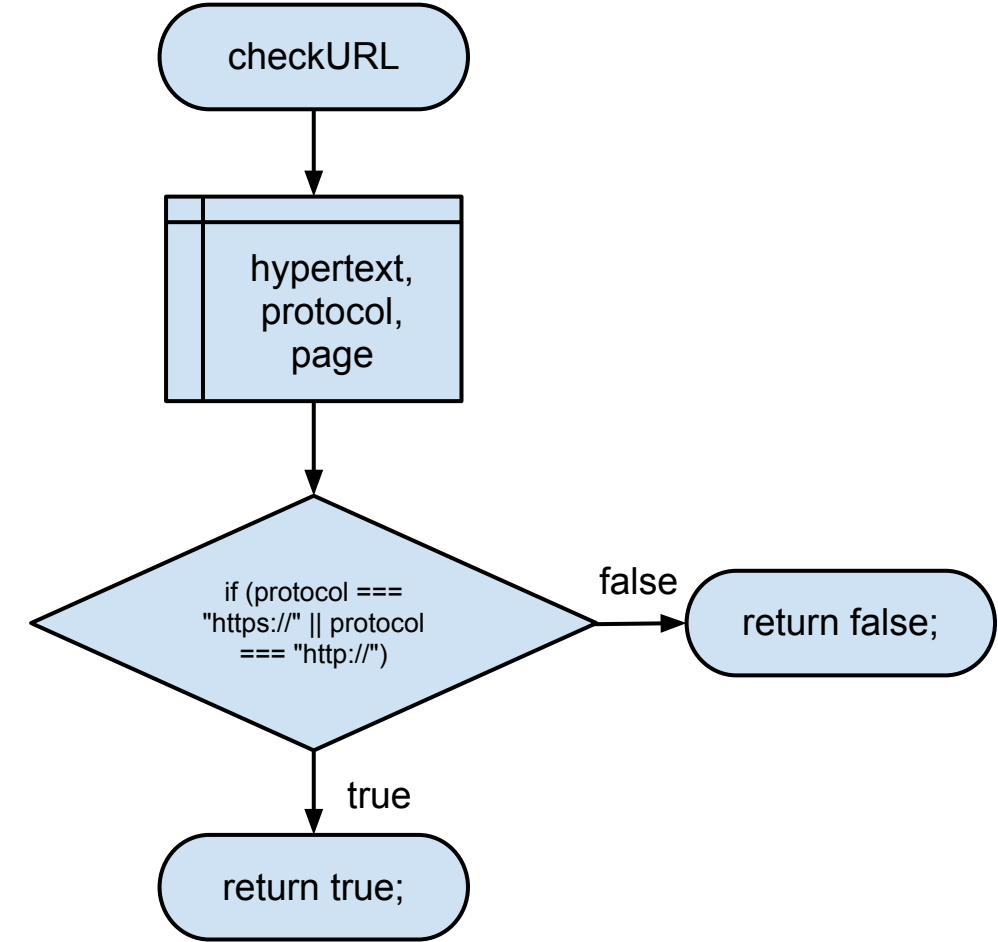 checkURL
hypertext,
protocol,
page
if (protocol ===
"https://" || protocol
=== "http://")
false
return false;
true
return true;